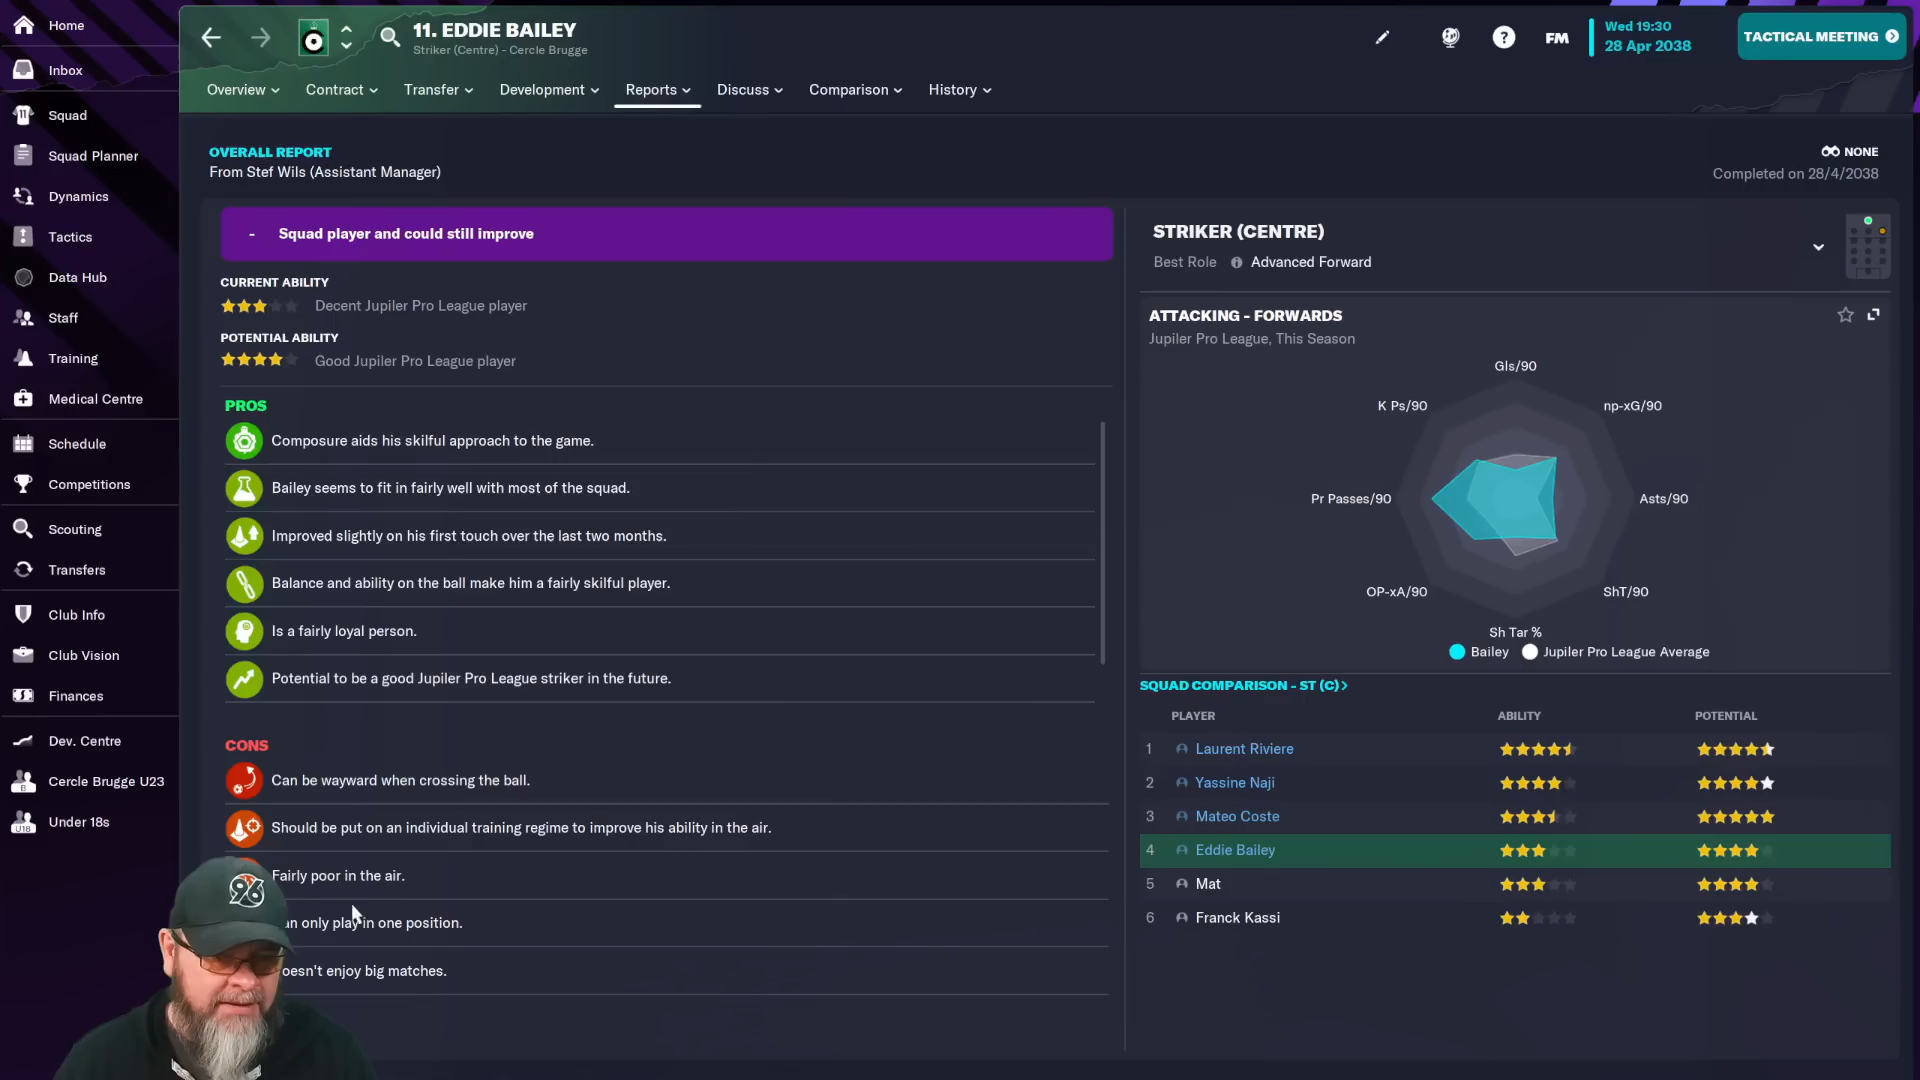 Home
Inbox
Squad
Squad Planner
Dynamics
Tactics
Data Hub
Staff
Training
Medical Centre
Schedule
Competitions
Scouting
Transfers
Club Info
Club Vision
Finances
Dev. Centre
Cercle Brugge U23
Under 18s
11. EDDIE BAILEY
Striker (Centre) - Cercle Brugge
FM
Wed 19:30
28 Apr 2038
TACTICAL MEETING
Overview
Contract
Transfer
Development
Reports
Discuss
Comparison
History
OVERALL REPORT
From Stef Wils (Assistant Manager)
NONE
Completed on 28/4/2038
- Squad player and could still improve
CURRENT ABILITY
Decent Jupiler Pro League player
POTENTIAL ABILITY
Good Jupiler Pro League player
PROS
Composure aids his skilful approach to the game.
Bailey seems to fit in fairly well with most of the squad.
Improved slightly on his first touch over the last two months.
Balance and ability on the ball make him a fairly skilful player.
Is a fairly loyal person.
Potential to be a good Jupiler Pro League striker in the future.
CONS
Can be wayward when crossing the ball.
Should be put on an individual training regime to improve his ability in the air.
Fairly poor in the air.
an only play in one position.
oesn't enjoy big matches.
96
STRIKER (CENTRE)
Best Role Advanced Forward
ATTACKING - FORWARDS
Jupiler Pro League, This Season
Gls/90
K Ps/90
np-xG/90
Pr Passes/90
Asts/90
OP-xA/90
ShT/90
Sh Tar %
Bailey
Jupiler Pro League Average
SQUAD COMPARISON - ST (C)
PLAYER ABILITY POTENTIAL
1 Laurent Riviere
2 Yassine Naji
3 Mateo Coste
4 Eddie Bailey
5 Mat
6 Franck Kassi